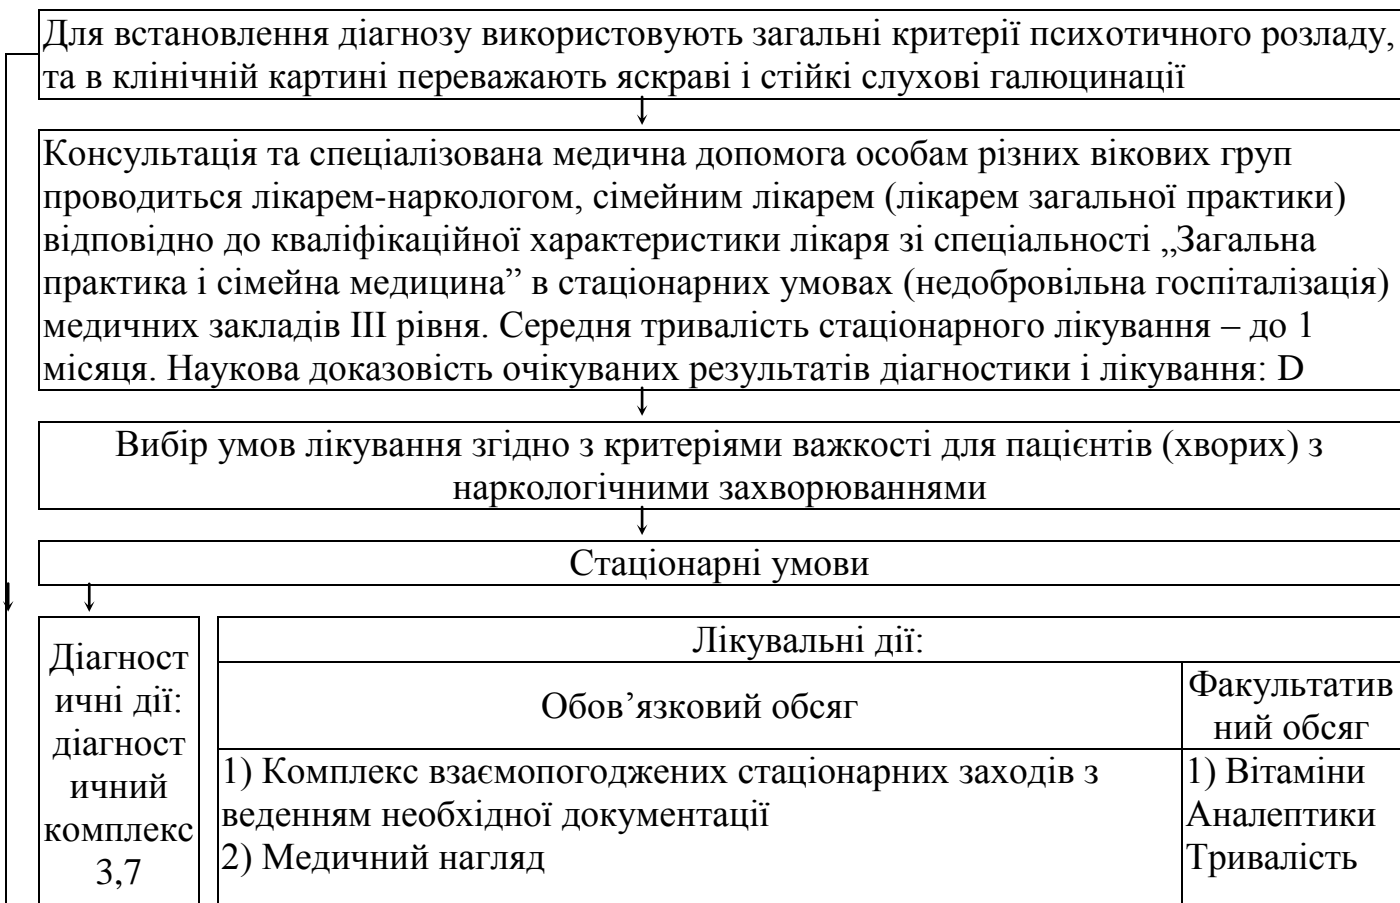 Для встановлення діагнозу використовують загальні критерії психотичного розладу,
та в клінічній картині переважають яскраві і стійкі слухові галюцинації
Консультація та спеціалізована медична допомога особам різних вікових груп
проводиться лікарем-наркологом, сімейним лікарем (лікарем загальної практики)
відповідно до кваліфікаційної характеристики лікаря зі спеціальності „Загальна
практика і сімейна медицина” в стаціонарних умовах (недобровільна госпіталізація)
медичних закладів ІІІ рівня. Середня тривалість стаціонарного лікування – до 1
місяця. Наукова доказовість очікуваних результатів діагностики і лікування: D
Вибір умов лікування згідно з критеріями важкості для пацієнтів (хворих) з
наркологічними захворюваннями
Стаціонарні умови
Діагност
ичні дії:
діагност
ичний
комплекс
3,7
Лікувальні дії:
Обов’язковий обсяг
Факультатив
ний обсяг
1) Комплекс взаємопогоджених стаціонарних заходів з
веденням необхідної документації
2) Медичний нагляд
1) Вітаміни
Аналептики
Тривалість